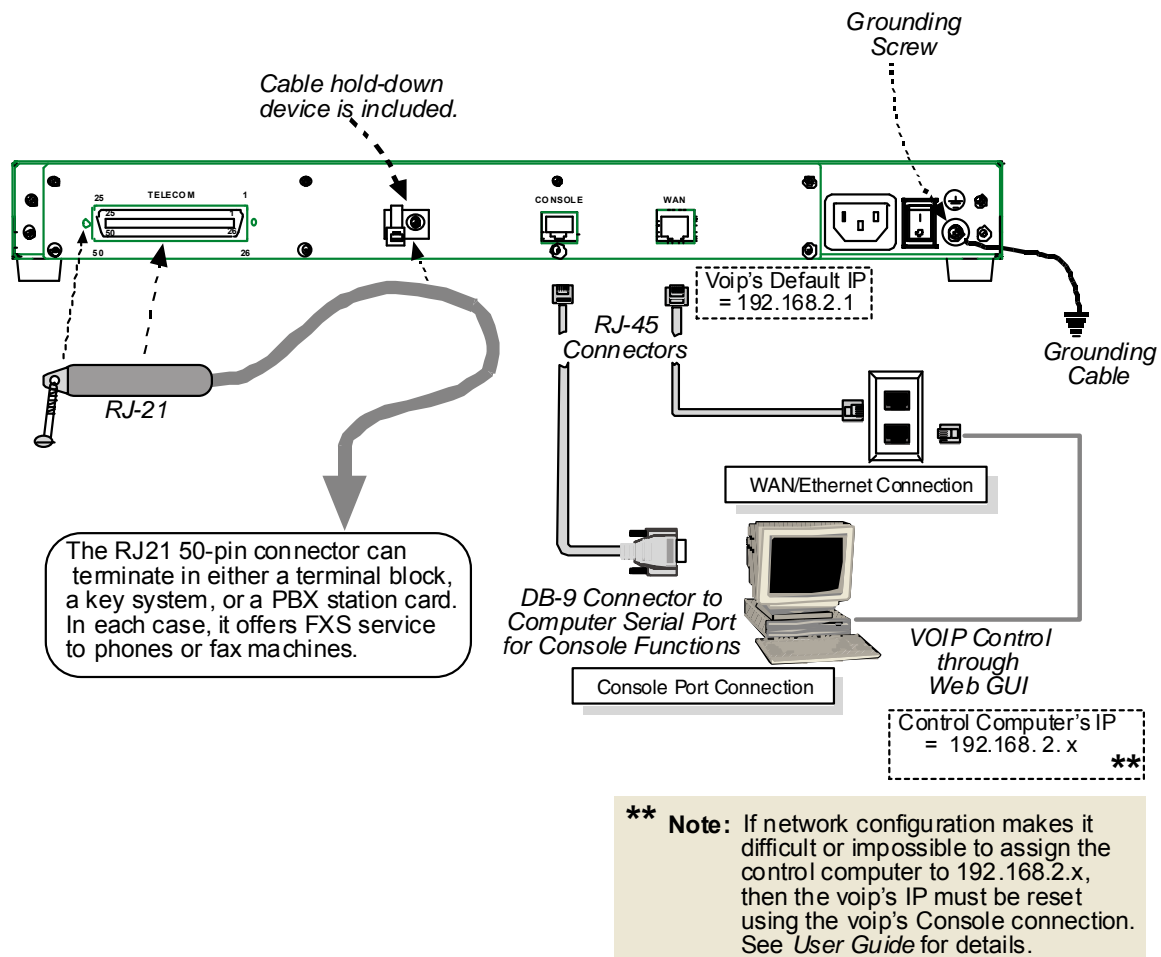 Grounding
Screw
Cable hold-down
device is included.
25
TELECOM
1
CONSOLE
WAN
25
1
50
26
50
26
Voip's Default IP
= 192.168.2.1
RJ-45
Connectors
Grounding
Cable
RJ-21
WAN/Ethernet Connection
The RJ21 50-pin connector can
terminate in either a terminal block,
a key system, or a PBX station card.
In each case, it offers FXS service
to phones or fax machines.
DB-9 Connector to
Computer Serial Port
for Console Functions
Console Port Connection
VOIP Control
through
Web GUI
Control Computer's IP
= 192.168. 2. x
**
** Note: If network configuration makes it
difficult or impossible to assign the
control computer to 192.168.2.x,
then the voip's IP must be reset
using the voip's Console connection.
See User Guide for details.